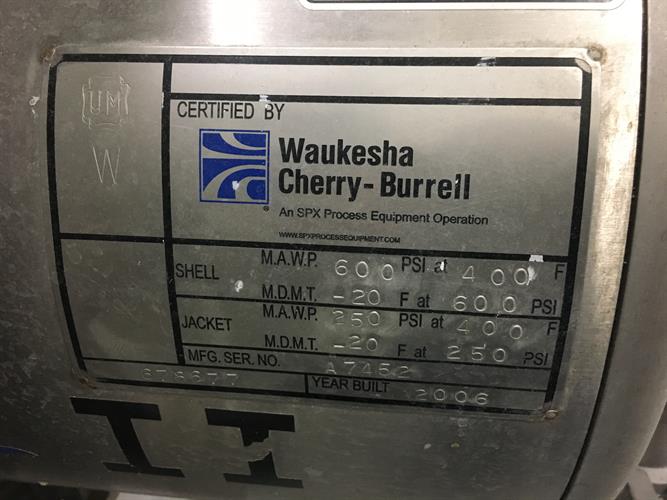 UM
W
CERTIFIED BY
Waukesha
Cherry-Burrell
®
An SPX Process Equipment Operation
WWW.SPXPROCESSEQUIPMENT.COM
SHELL M.A.W.P. 600 PSI at 400 F
M.D.M.T. -20 F at 600 PSI
JACKET M.A.W.P. 250 PSI at 400 F
M.D.M.T. -20 F at 250 PSI
MFG. SER. NO. A7452
678677 YEAR BUILT 2006